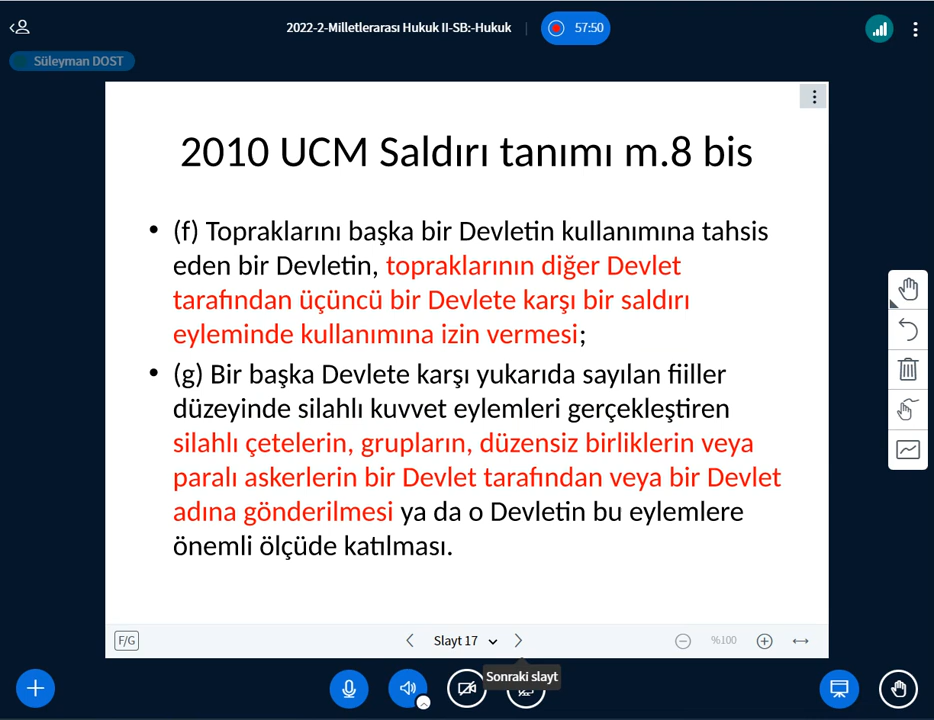 2022-2-Milletlerarası Hukuk II-SB:-Hukuk
57:50
Süleyman DOST
2010 UCM Saldırı tanımı m.8 bis
• (f) Topraklarını başka bir Devletin kullanımına tahsis
eden bir Devletin, topraklarının diğer Devlet
tarafından üçüncü bir Devlete karşı bir saldırı
eyleminde kullanımına izin vermesi;
• (g) Bir başka Devlete karşı yukarıda sayılan fiiller
düzeyinde silahlı kuvvet eylemleri gerçekleştiren
silahlı çetelerin, grupların, düzensiz birliklerin veya
paralı askerlerin bir Devlet tarafından veya bir Devlet
adına gönderilmesi ya da o Devletin bu eylemlere
önemli ölçüde katılması.
F/G
Slayt 17
%100
Sonraki slayt